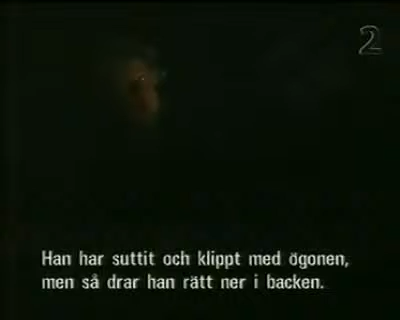 2
Han har suttit och klippt med ögonen,
men så drar han rätt ner i backen.